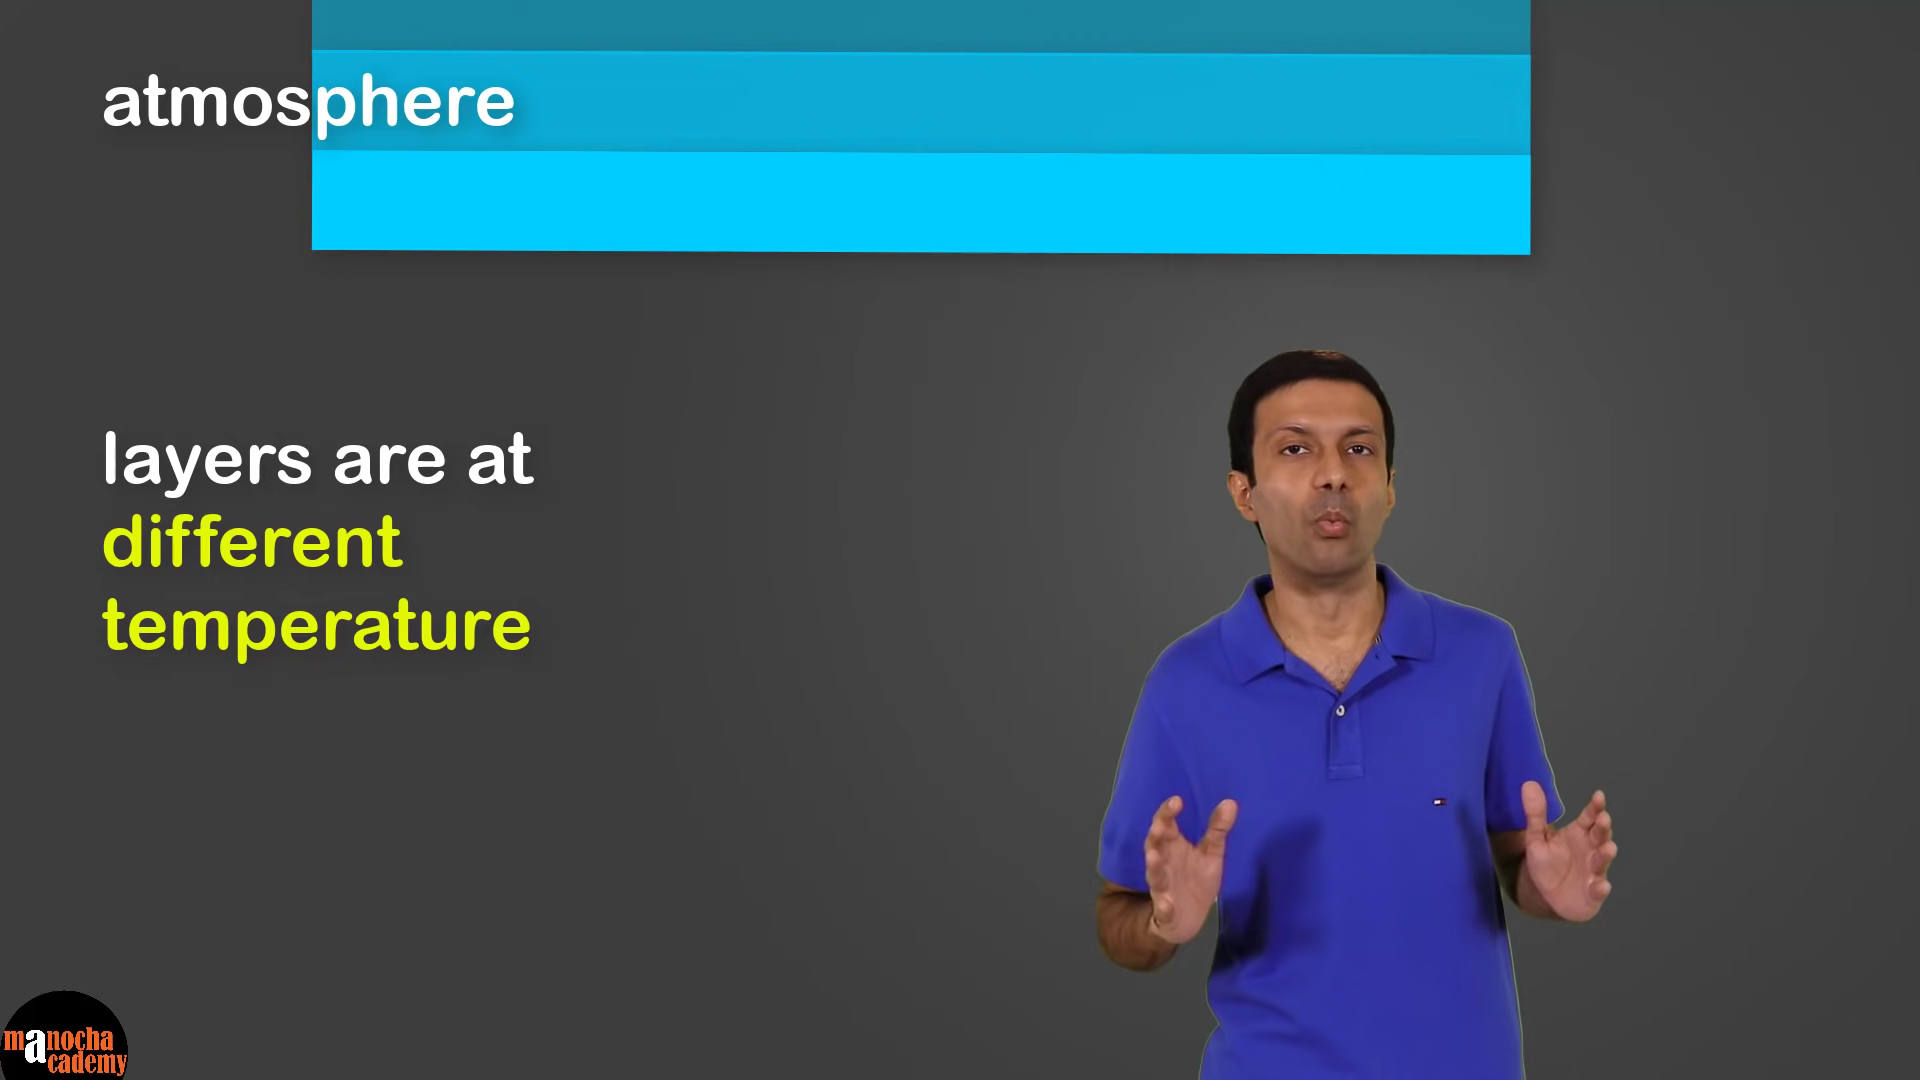 atmosphere
layers are at
different
temperature
manocha
academy